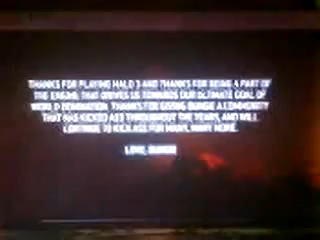 THANKS FOR PLAYING HALO 3 AND THANKS FOR BEING A PART OF
THE ENGINE THAT DRIVES US TOWARDS OUR ULTIMATE GOAL OF
WORLD DOMINATION. THANKS FOR GIVING BUNGIE A COMMUNITY
THAT HAS KICKED ASS THROUGHOUT THE YEARS, AND WILL
CONTINUE TO KICK ASS FOR MANY, MANY MORE.
LOVE, BUNGIE